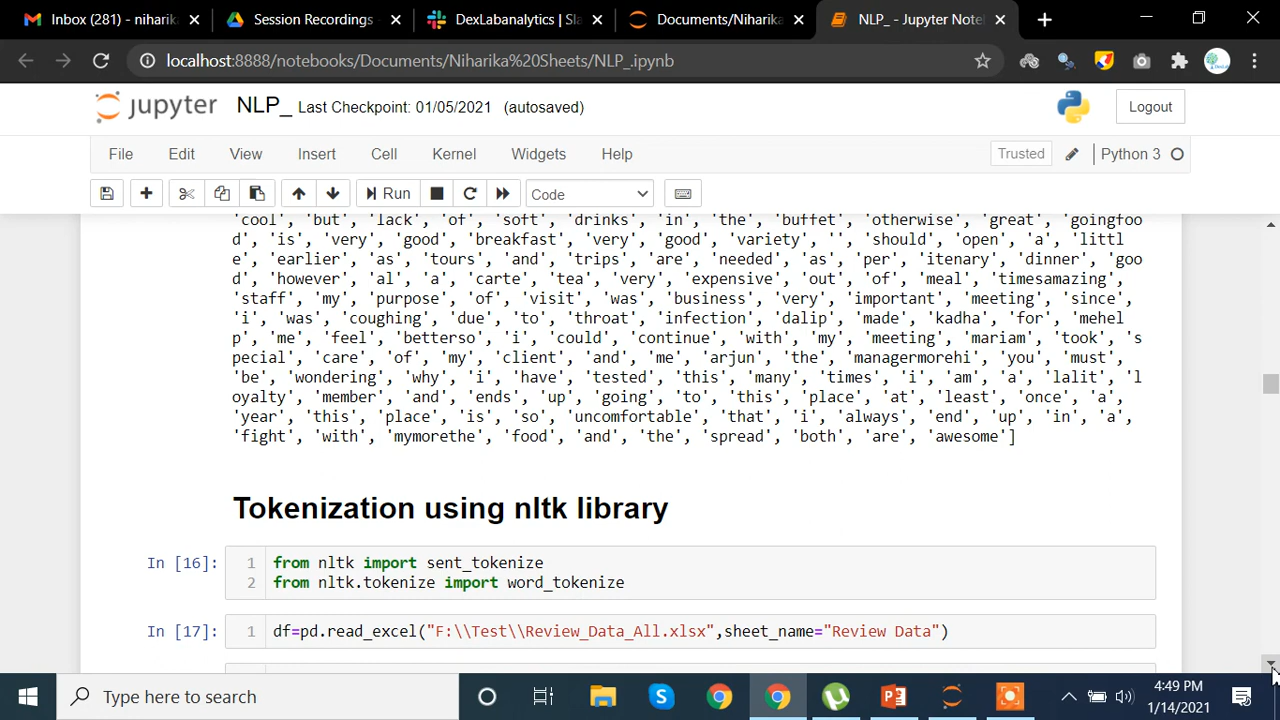 Inbox (281) - niharika
Session Recordings
DexLabanalytics | Sla
Documents/Niharika
NLP_ - Jupyter Note
localhost:8888/notebooks/Documents/Niharika%20Sheets/NLP_.ipynb
jupyter NLP_ Last Checkpoint: 01/05/2021 (autosaved)
Logout
File Edit View Insert Cell Kernel Widgets Help
Trusted
Python 3
Run
Code
'cool', 'but', 'lack', 'of', 'soft', 'drinks', 'in', 'the', 'buffet', 'otherwise', 'great', 'goingfoo
d', 'is', 'very', 'good', 'breakfast', 'very', 'good', 'variety', '', 'should', 'open', 'a', 'littl
e', 'earlier', 'as', 'tours', 'and', 'trips', 'are', 'needed', 'as', 'per', 'itenary', 'dinner', 'goo
d', 'however', 'al', 'a', 'carte', 'tea', 'very', 'expensive', 'out', 'of', 'meal', 'timesamazing',
'staff', 'my', 'purpose', 'of', 'visit', 'was', 'business', 'very', 'important', 'meeting', 'since',
'i', 'was', 'coughing', 'due', 'to', 'throat', 'infection', 'dalip', 'made', 'kadha', 'for', 'mehel
p', 'me', 'feel', 'betterso', 'i', 'could', 'continue', 'with', 'my', 'meeting', 'mariam', 'took', 's
pecial', 'care', 'of', 'my', 'client', 'and', 'me', 'arjun', 'the', 'managermorehi', 'you', 'must',
'be', 'wondering', 'why', 'i', 'have', 'tested', 'this', 'many', 'times', 'i', 'am', 'a', 'lalit', 'l
oyalty', 'member', 'and', 'ends', 'up', 'going', 'to', 'this', 'place', 'at', 'least', 'once', 'a',
'year', 'this', 'place', 'is', 'so', 'uncomfortable', 'that', 'i', 'always', 'end', 'up', 'in', 'a',
'fight', 'with', 'mymorethe', 'food', 'and', 'the', 'spread', 'both', 'are', 'awesome']
Tokenization using nltk library
In [16]:
1 from nltk import sent_tokenize
2 from nltk.tokenize import word_tokenize
In [17]:
1 df=pd.read_excel("F:\\Test\\Review_Data_All.xlsx",sheet_name="Review Data")
Type here to search
4:49 PM
1/14/2021